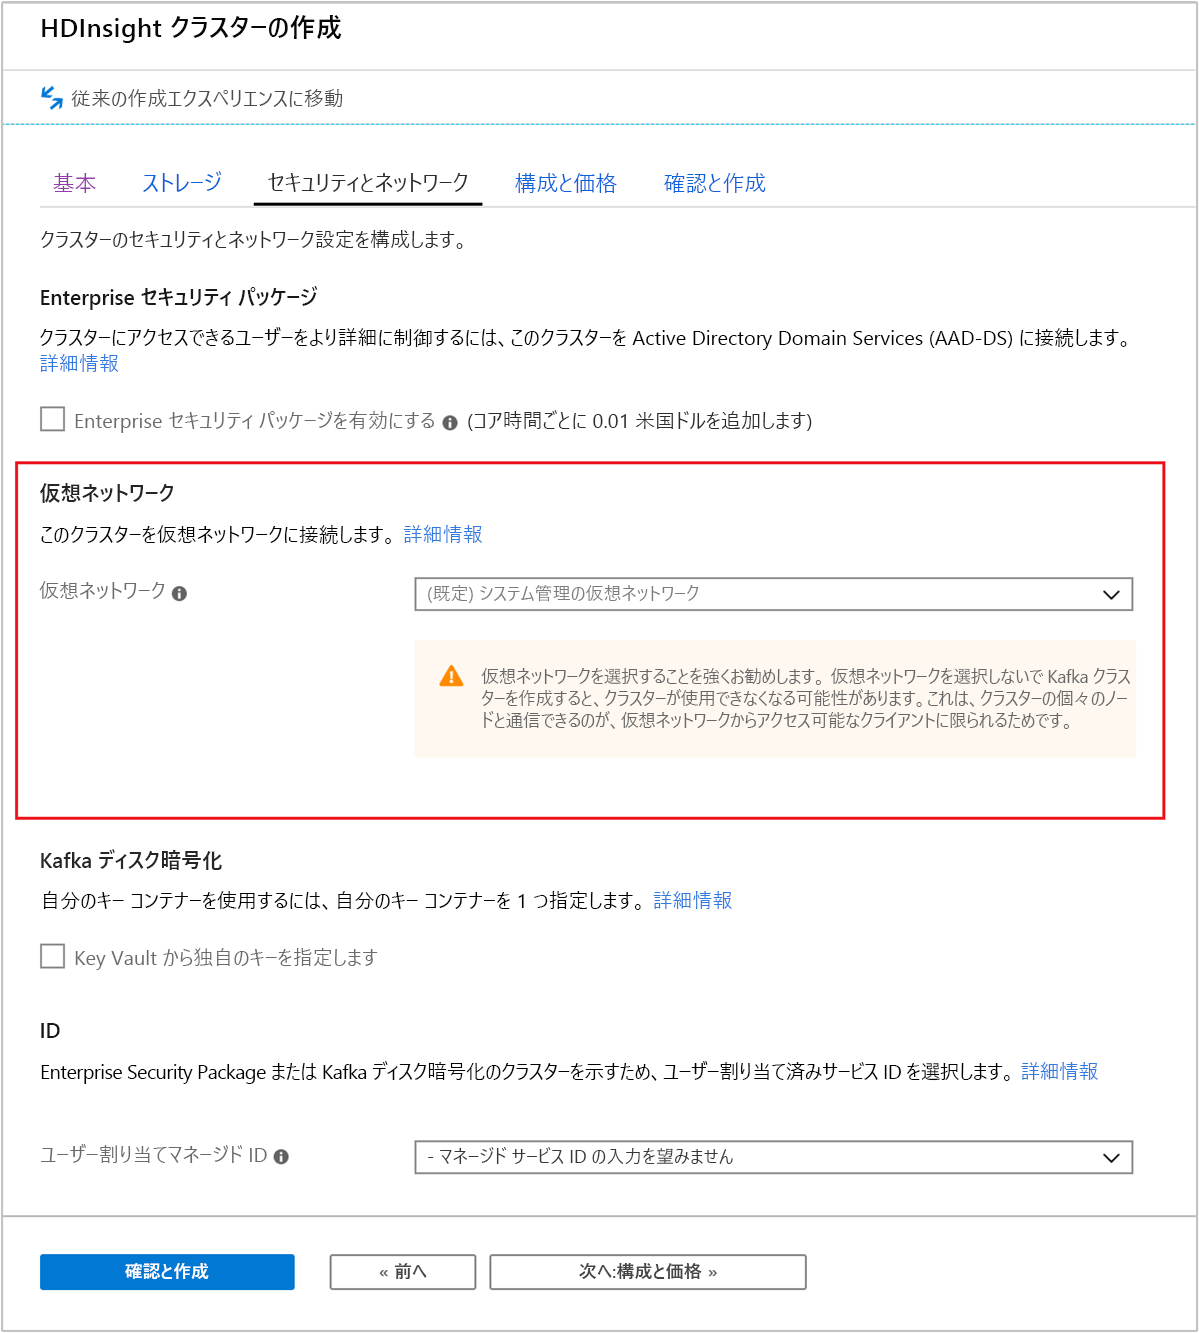 HDInsight クラスターの作成
従来の作成エクスペリエンスに移動
基本 ストレージ セキュリティとネットワーク 構成と価格 確認と作成
クラスターのセキュリティとネットワーク設定を構成します。
Enterprise セキュリティ パッケージ
クラスターにアクセスできるユーザーをより詳細に制御するには、このクラスターを Active Directory Domain Services (AAD-DS) に接続します。
詳細情報
Enterprise セキュリティ パッケージを有効にする (コア時間ごとに 0.01 米国ドルを追加します)
仮想ネットワーク
このクラスターを仮想ネットワークに接続します。 詳細情報
仮想ネットワーク (既定) システム管理の仮想ネットワーク
仮想ネットワークを選択することを強くお勧めします。仮想ネットワークを選択しないで Kafka クラス
ターを作成すると、クラスターが使用できなくなる可能性があります。これは、クラスターの個々のノー
ドと通信できるのが、仮想ネットワークからアクセス可能なクライアントに限られるためです。
Kafka ディスク暗号化
自分のキー コンテナーを使用するには、自分のキー コンテナーを 1 つ指定します。 詳細情報
Key Vault から独自のキーを指定します
ID
Enterprise Security Package または Kafka ディスク暗号化のクラスターを示すため、ユーザー割り当て済みサービス ID を選択します。 詳細情報
ユーザー割り当てマネージド ID - マネージド サービス ID の入力を望みません
確認と作成 « 前へ 次へ:構成と価格 »